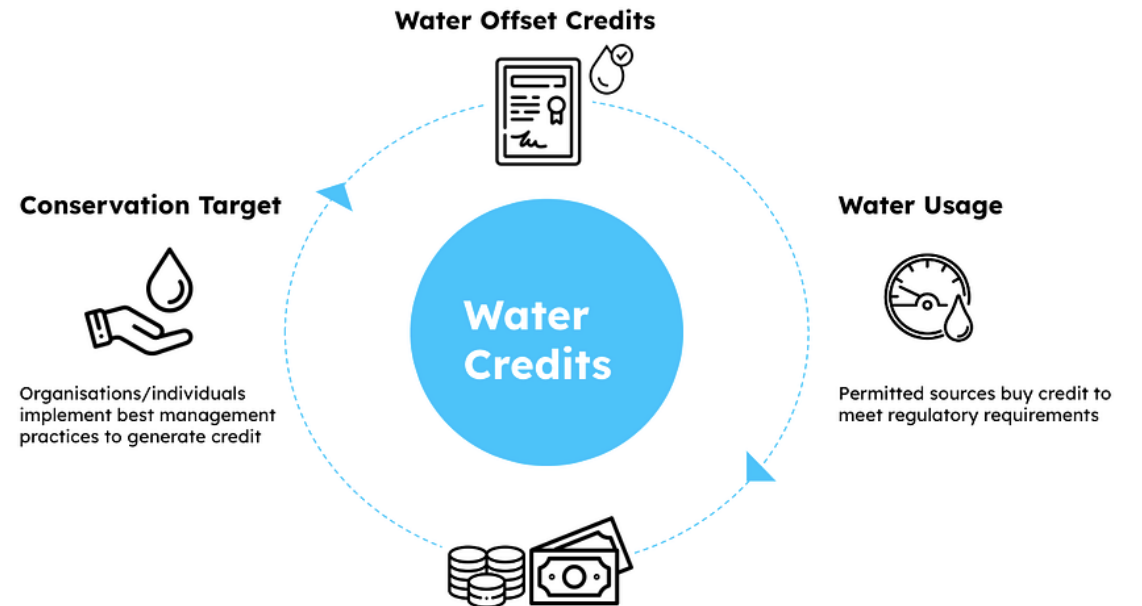 Water Offset Credits
Conservation Target
Organisations/individuals
implement best management
practices to generate credit
Water
Credits
Water Usage
Permitted sources buy credit to
meet regulatory requirements